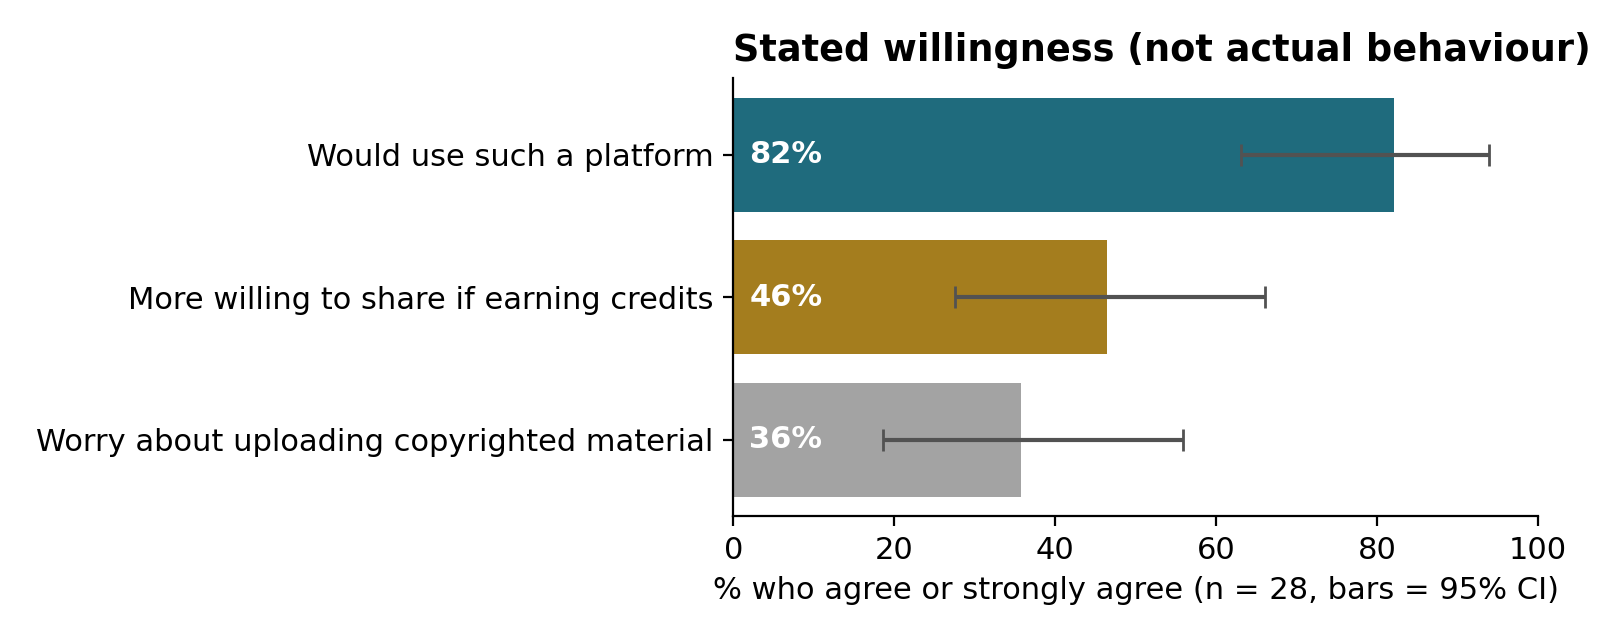 Stated willingness (not actual behaviour)
Would use such a platform
82%
More willing to share if earning credits
46%
Worry about uploading copyrighted material
36%
0 20 40 60 80 100
% who agree or strongly agree (n = 28, bars = 95% CI)